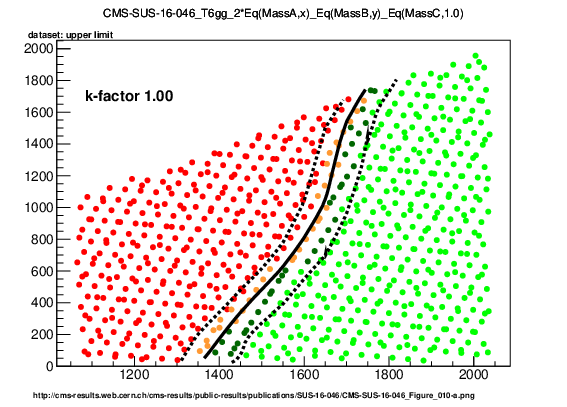 CMS-SUS-16-046_T6gg_2*Eq(MassA,x)_Eq(MassB,y)_Eq(MassC,1.0)
dataset: upper limit
2000
1800
k-factor 1.00
1600
1400
1200
1000
800
600
400
200
0
1200 1400 1600 1800 2000
http://cms-results.web.cern.ch/cms-results/public-results/publications/SUS-16-046/CMS-SUS-16-046_Figure_010-a.png